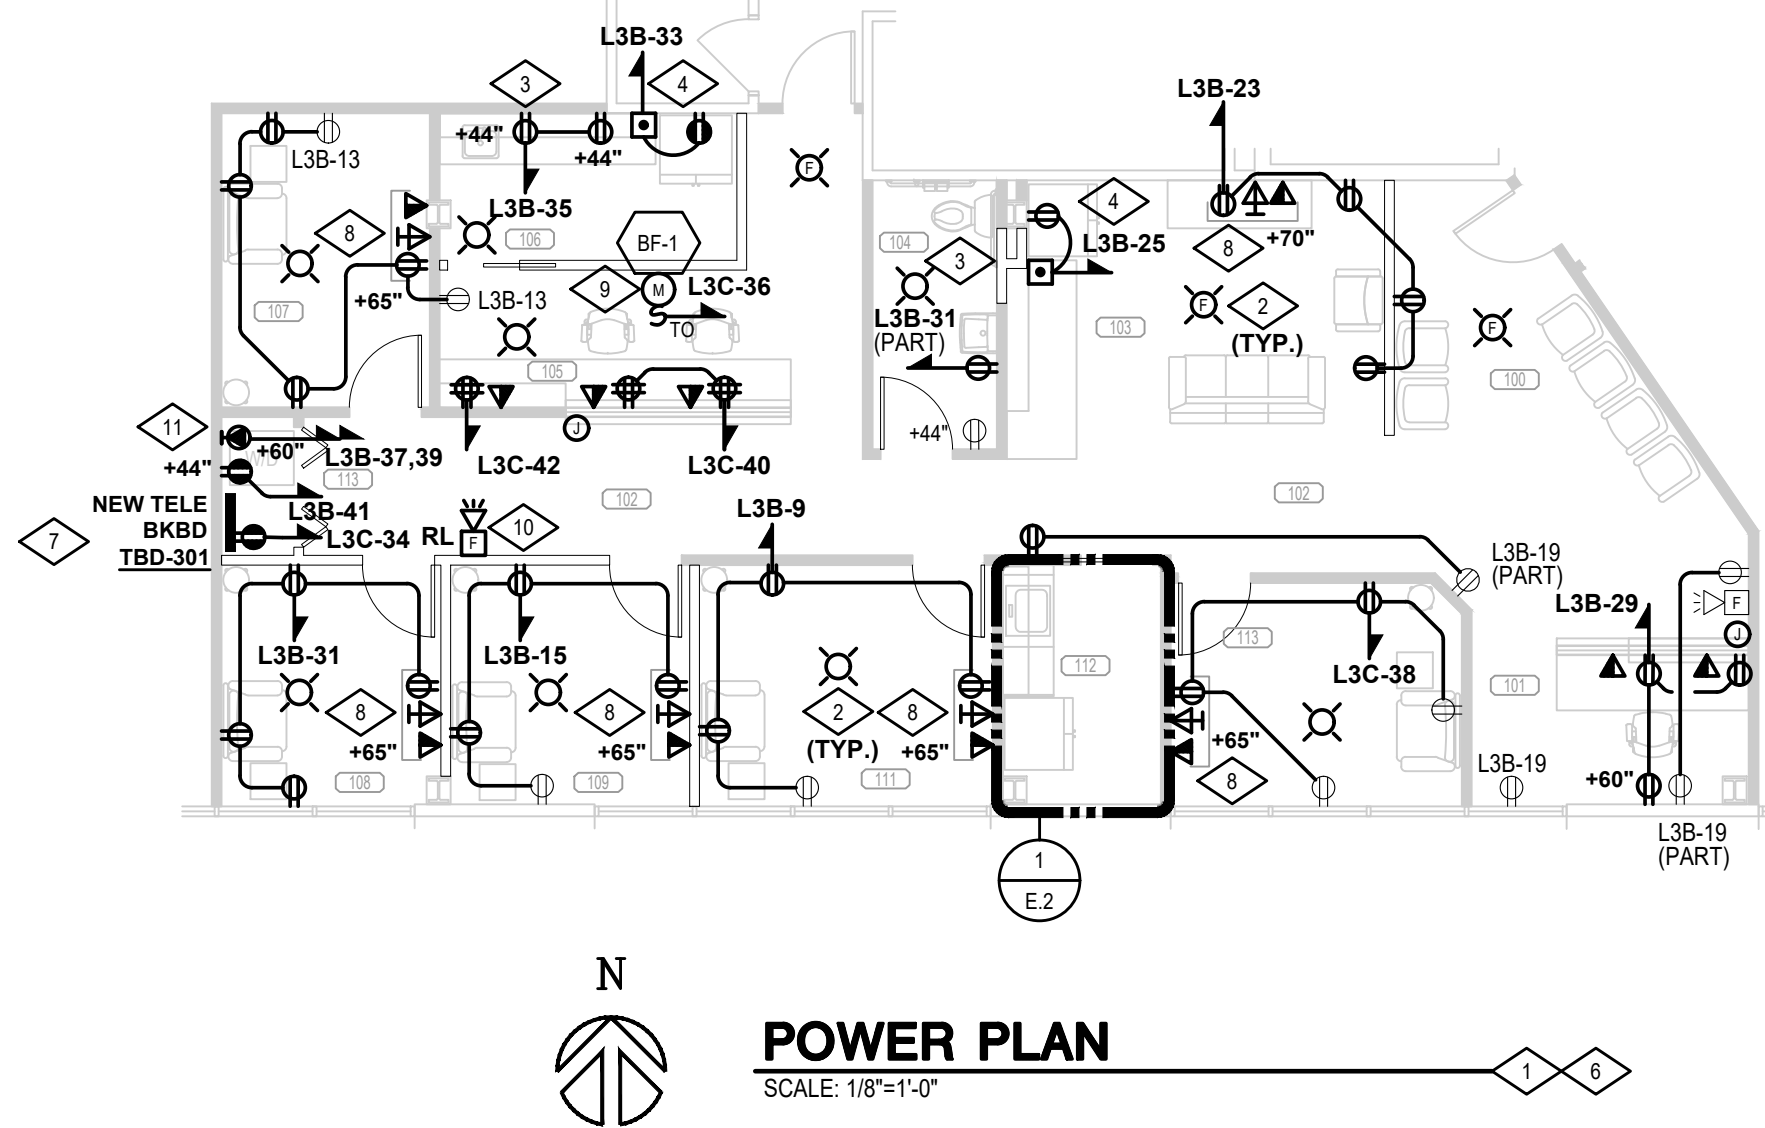 L3B-33
3
4
+44"
+44"
L3B-13
L3B-23
F
L3B-35
8
106
BF-1
104
4
L3B-25
3
8
+70"
107
+65"
L3B-13
9
M
L3C-36
TO
L3B-31
(PART)
103
F
2
(TYP.)
F
105
100
11
J
+60"
+44"
W/D
L3B-37,39
113
L3C-42
L3C-40
+44"
102
102
NEW TELE
BKBD
TBD-301
7
L3B-41
L3C-34
RL
F
10
L3B-9
L3B-19
(PART)
L3B-29
F
J
L3B-31
L3B-15
113
112
L3C-38
101
8
+65"
8
+65"
2
(TYP.)
8
+65"
+65"
8
L3B-19
+60"
108
109
111
L3B-19
(PART)
1
E.2
N
POWER PLAN
SCALE: 1/8"=1'-0"
1
6